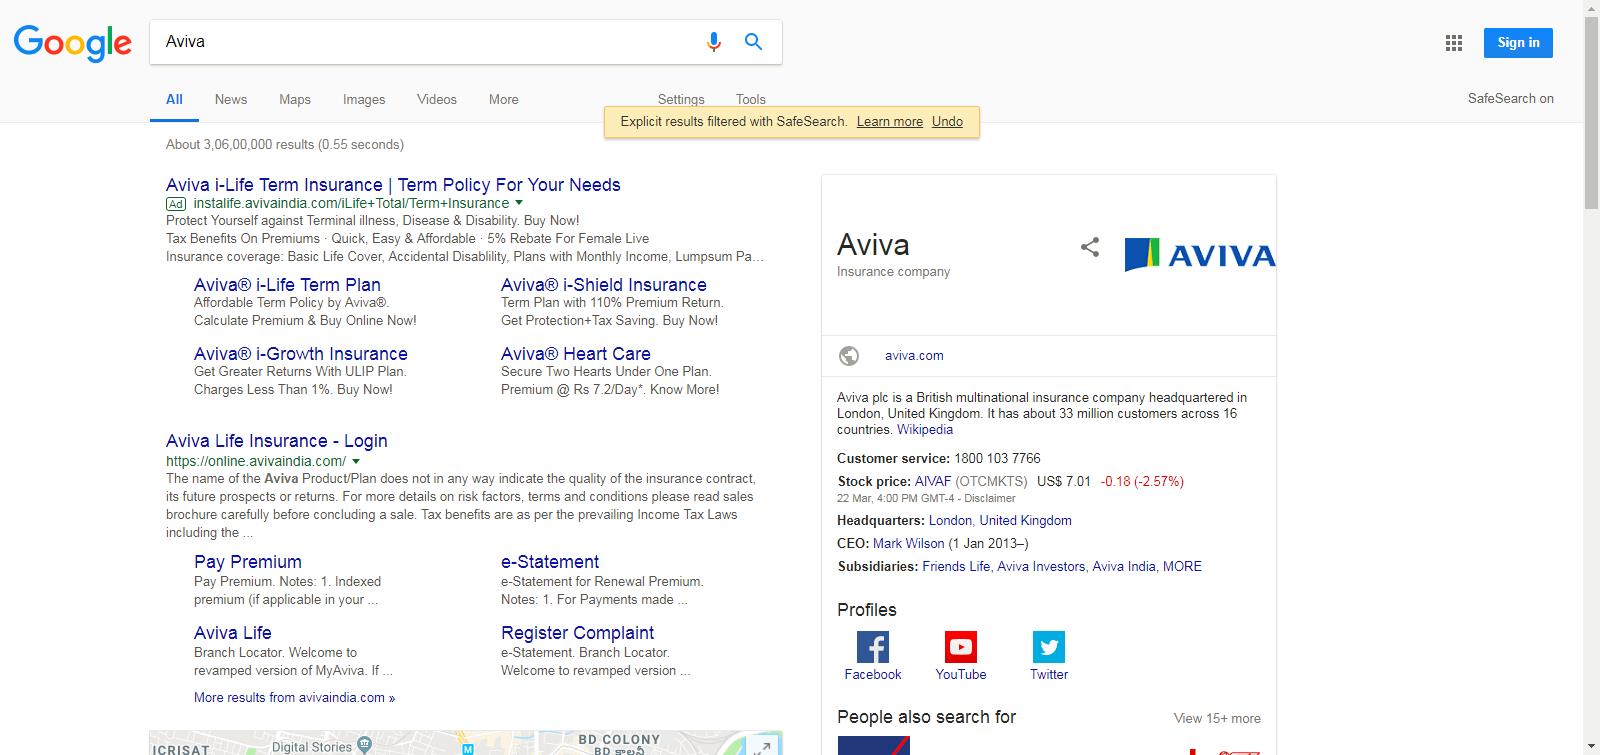 Google
Aviva
Sign in
All
News
Maps
Images
Videos
More
Settings
Tools
SafeSearch on
Explicit results filtered with SafeSearch. Learn more Undo
About 3,06,00,000 results (0.55 seconds)
Aviva i-Life Term Insurance | Term Policy For Your Needs
Ad instalife.avivaindia.com/iLife+Total/Term+Insurance
Protect Yourself against Terminal illness, Disease & Disability. Buy Now!
Tax Benefits On Premiums · Quick, Easy & Affordable · 5% Rebate For Female Live
Insurance coverage: Basic Life Cover, Accidental Disablility, Plans with Monthly Income, Lumpsum Pa...
Aviva® i-Life Term Plan
Affordable Term Policy by Aviva®.
Calculate Premium & Buy Online Now!
Aviva® i-Shield Insurance
Term Plan with 110% Premium Return.
Get Protection+Tax Saving. Buy Now!
Aviva® i-Growth Insurance
Get Greater Returns With ULIP Plan.
Charges Less Than 1%. Buy Now!
Aviva® Heart Care
Secure Two Hearts Under One Plan.
Premium @ Rs 7.2/Day*. Know More!
Aviva Life Insurance - Login
https://online.avivaindia.com/
The name of the Aviva Product/Plan does not in any way indicate the quality of the insurance contract,
its future prospects or returns. For more details on risk factors, terms and conditions please read sales
brochure carefully before concluding a sale. Tax benefits are as per the prevailing Income Tax Laws
including the ...
Pay Premium
Pay Premium. Notes: 1. Indexed
premium (if applicable in your ...
e-Statement
e-Statement for Renewal Premium.
Notes: 1. For Payments made ...
Aviva Life
Branch Locator. Welcome to
revamped version of MyAviva. If ...
Register Complaint
e-Statement. Branch Locator.
Welcome to revamped version ...
More results from avivaindia.com »
ICRISAT
Digital Stories
M
BD COLONY
Aviva
Insurance company
AVIVA
aviva.com
Aviva plc is a British multinational insurance company headquartered in
London, United Kingdom. It has about 33 million customers across 16
countries. Wikipedia
Customer service: 1800 103 7766
Stock price: AIVAF (OTCMKTS) US$ 7.01 -0.18 (-2.57%)
22 Mar, 4:00 PM GMT-4 - Disclaimer
Headquarters: London, United Kingdom
CEO: Mark Wilson (1 Jan 2013–)
Subsidiaries: Friends Life, Aviva Investors, Aviva India, MORE
Profiles
Facebook
YouTube
Twitter
People also search for
View 15+ more